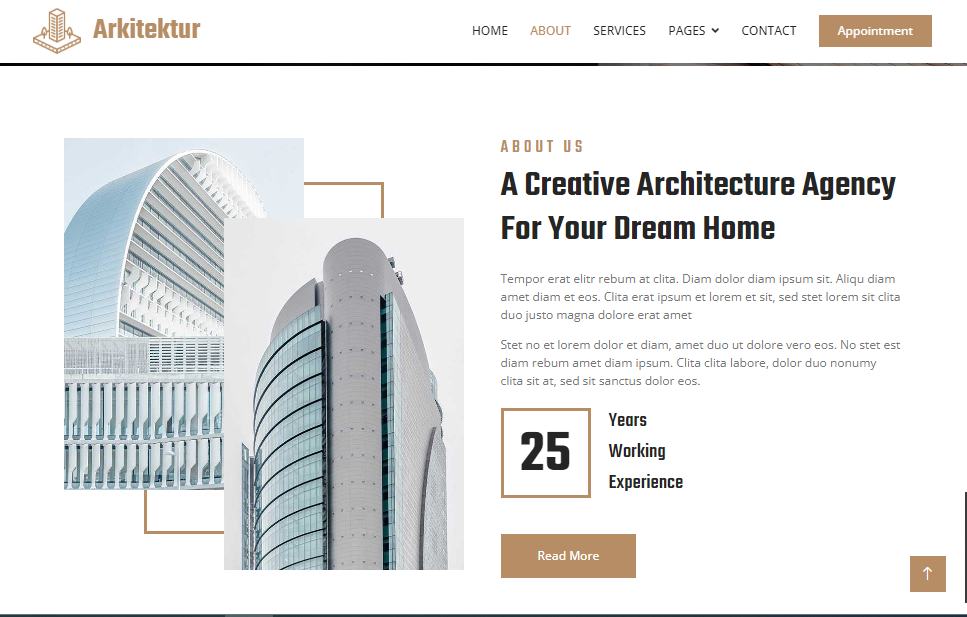 Arkitektur
HOME
ABOUT
SERVICES
PAGES
CONTACT
Appointment
ABOUT US
A Creative Architecture Agency
For Your Dream Home
Tempor erat elitr rebum at clita. Diam dolor diam ipsum sit. Aliqu diam
amet diam et eos. Clita erat ipsum et lorem et sit, sed stet lorem sit clita
duo justo magna dolore erat amet
Stet no et lorem dolor et diam, amet duo ut dolore vero eos. No stet est
diam rebum amet diam ipsum. Clita clita labore, dolor duo nonumy
clita sit at, sed sit sanctus dolor eos.
25
Years
Working
Experience
Read More